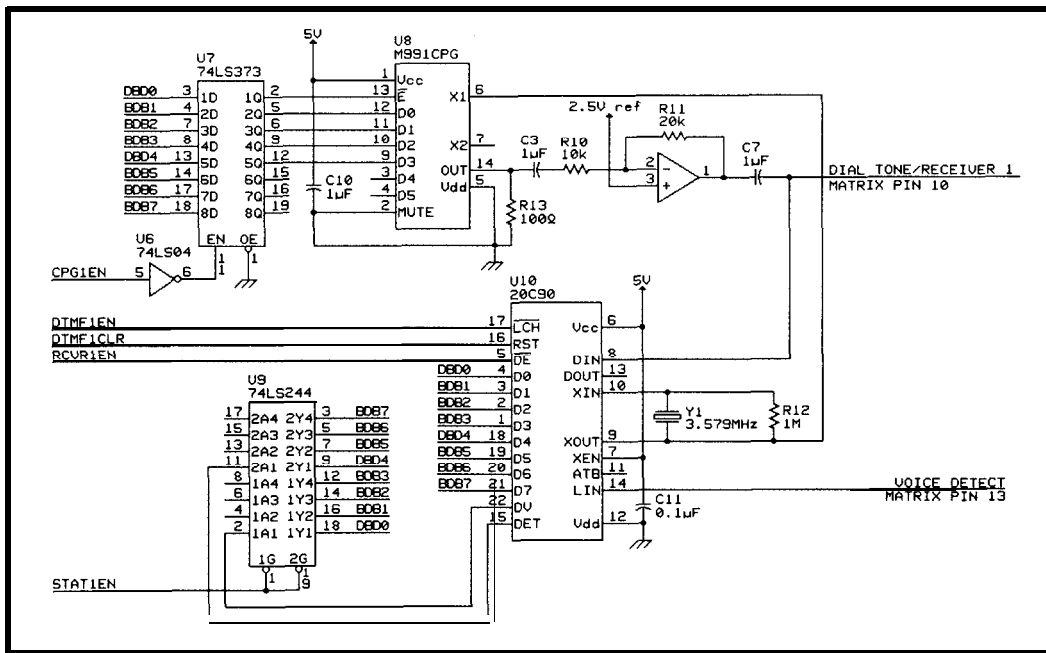 5V
U7
74LS373
DBD0 3 1D 1Q 2
BDB1 4 2D 2Q 5
BDB2 7 3D 3Q 6
BDB3 8 4D 4Q 9
DBD4 13 5D 5Q 12
BDB5 14 6D 6Q 15
BDB6 17 7D 7Q 16
BDB7 18 8D 8Q 19
EN OE
11 1
U6
74LS04
CPG1EN 5 6
C10
1µF
U8
M991CPG
1 Vcc
13 E X1 6
12 D0
11 D1
10 D2 X2 7
9 D3 OUT 14
3 D4
4 D5 Vdd 5
2 MUTE
R13
100Ω
C3
1µF
R10
10k
2.5V ref
R11
20k
2 -
3 +
1
C7
1µF
DIAL TONE/RECEIVER 1
MATRIX PIN 10
U10
20C90
5V
DTMF1EN 17 LCH Vcc 6
DTMF1CLR 16 RST
RCVR1EN 5 DE DIN 8
DBD0 4 D0 DOUT 13
BDB1 3 D1 XIN 10
BDB2 2 D2
BDB3 1 D3
DBD4 18 D4 XOUT 9
BDB5 19 D5 XEN 7
BDB6 20 D6 ATB 11
BDB7 21 D7 LIN 14
22 DV
15 DET Vdd 12
Y1
3.579MHz
R12
1M
C11
0.1µF
VOICE DETECT
MATRIX PIN 13
U9
74LS244
17 2A4 2Y4 3 BDB7
15 2A3 2Y3 5 BDB6
13 2A2 2Y2 7 BDB5
11 2A1 2Y1 9 DBD4
8 1A4 1Y4 12 BDB3
6 1A3 1Y3 14 BDB2
4 1A2 1Y2 16 BDB1
2 1A1 1Y1 18 DBD0
1G 2G
1 19
STAT1EN